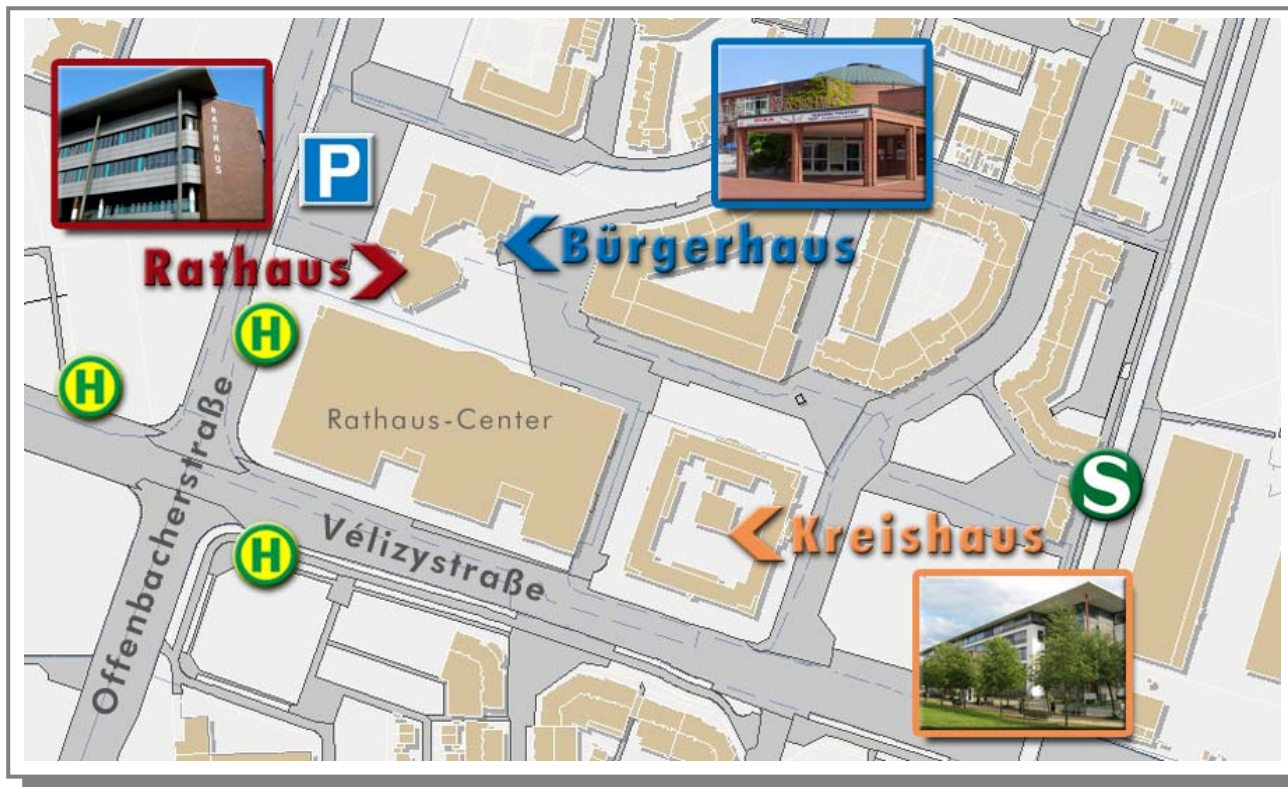 RATHAUS
P
Bürgerhaus
Rathaus
H
H
Rathaus-Center
S
Kreishaus
H
Vélizystraße
Offenbacherstraße